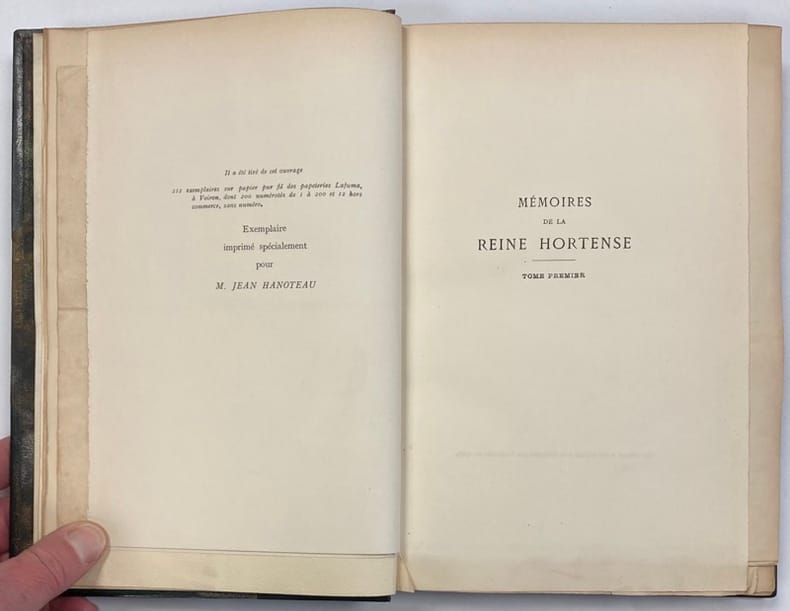 Il a été tiré de cet ouvrage
212 exemplaires sur papier pur fil des papeteries Lafuma,
à Voiron, dont 200 numérotés de 1 à 200 et 12 hors
commerce, sans numéro.
Exemplaire
imprimé spécialement
pour
M. JEAN HANOTEAU
MÉMOIRES
DE LA
REINE HORTENSE
TOME PREMIER